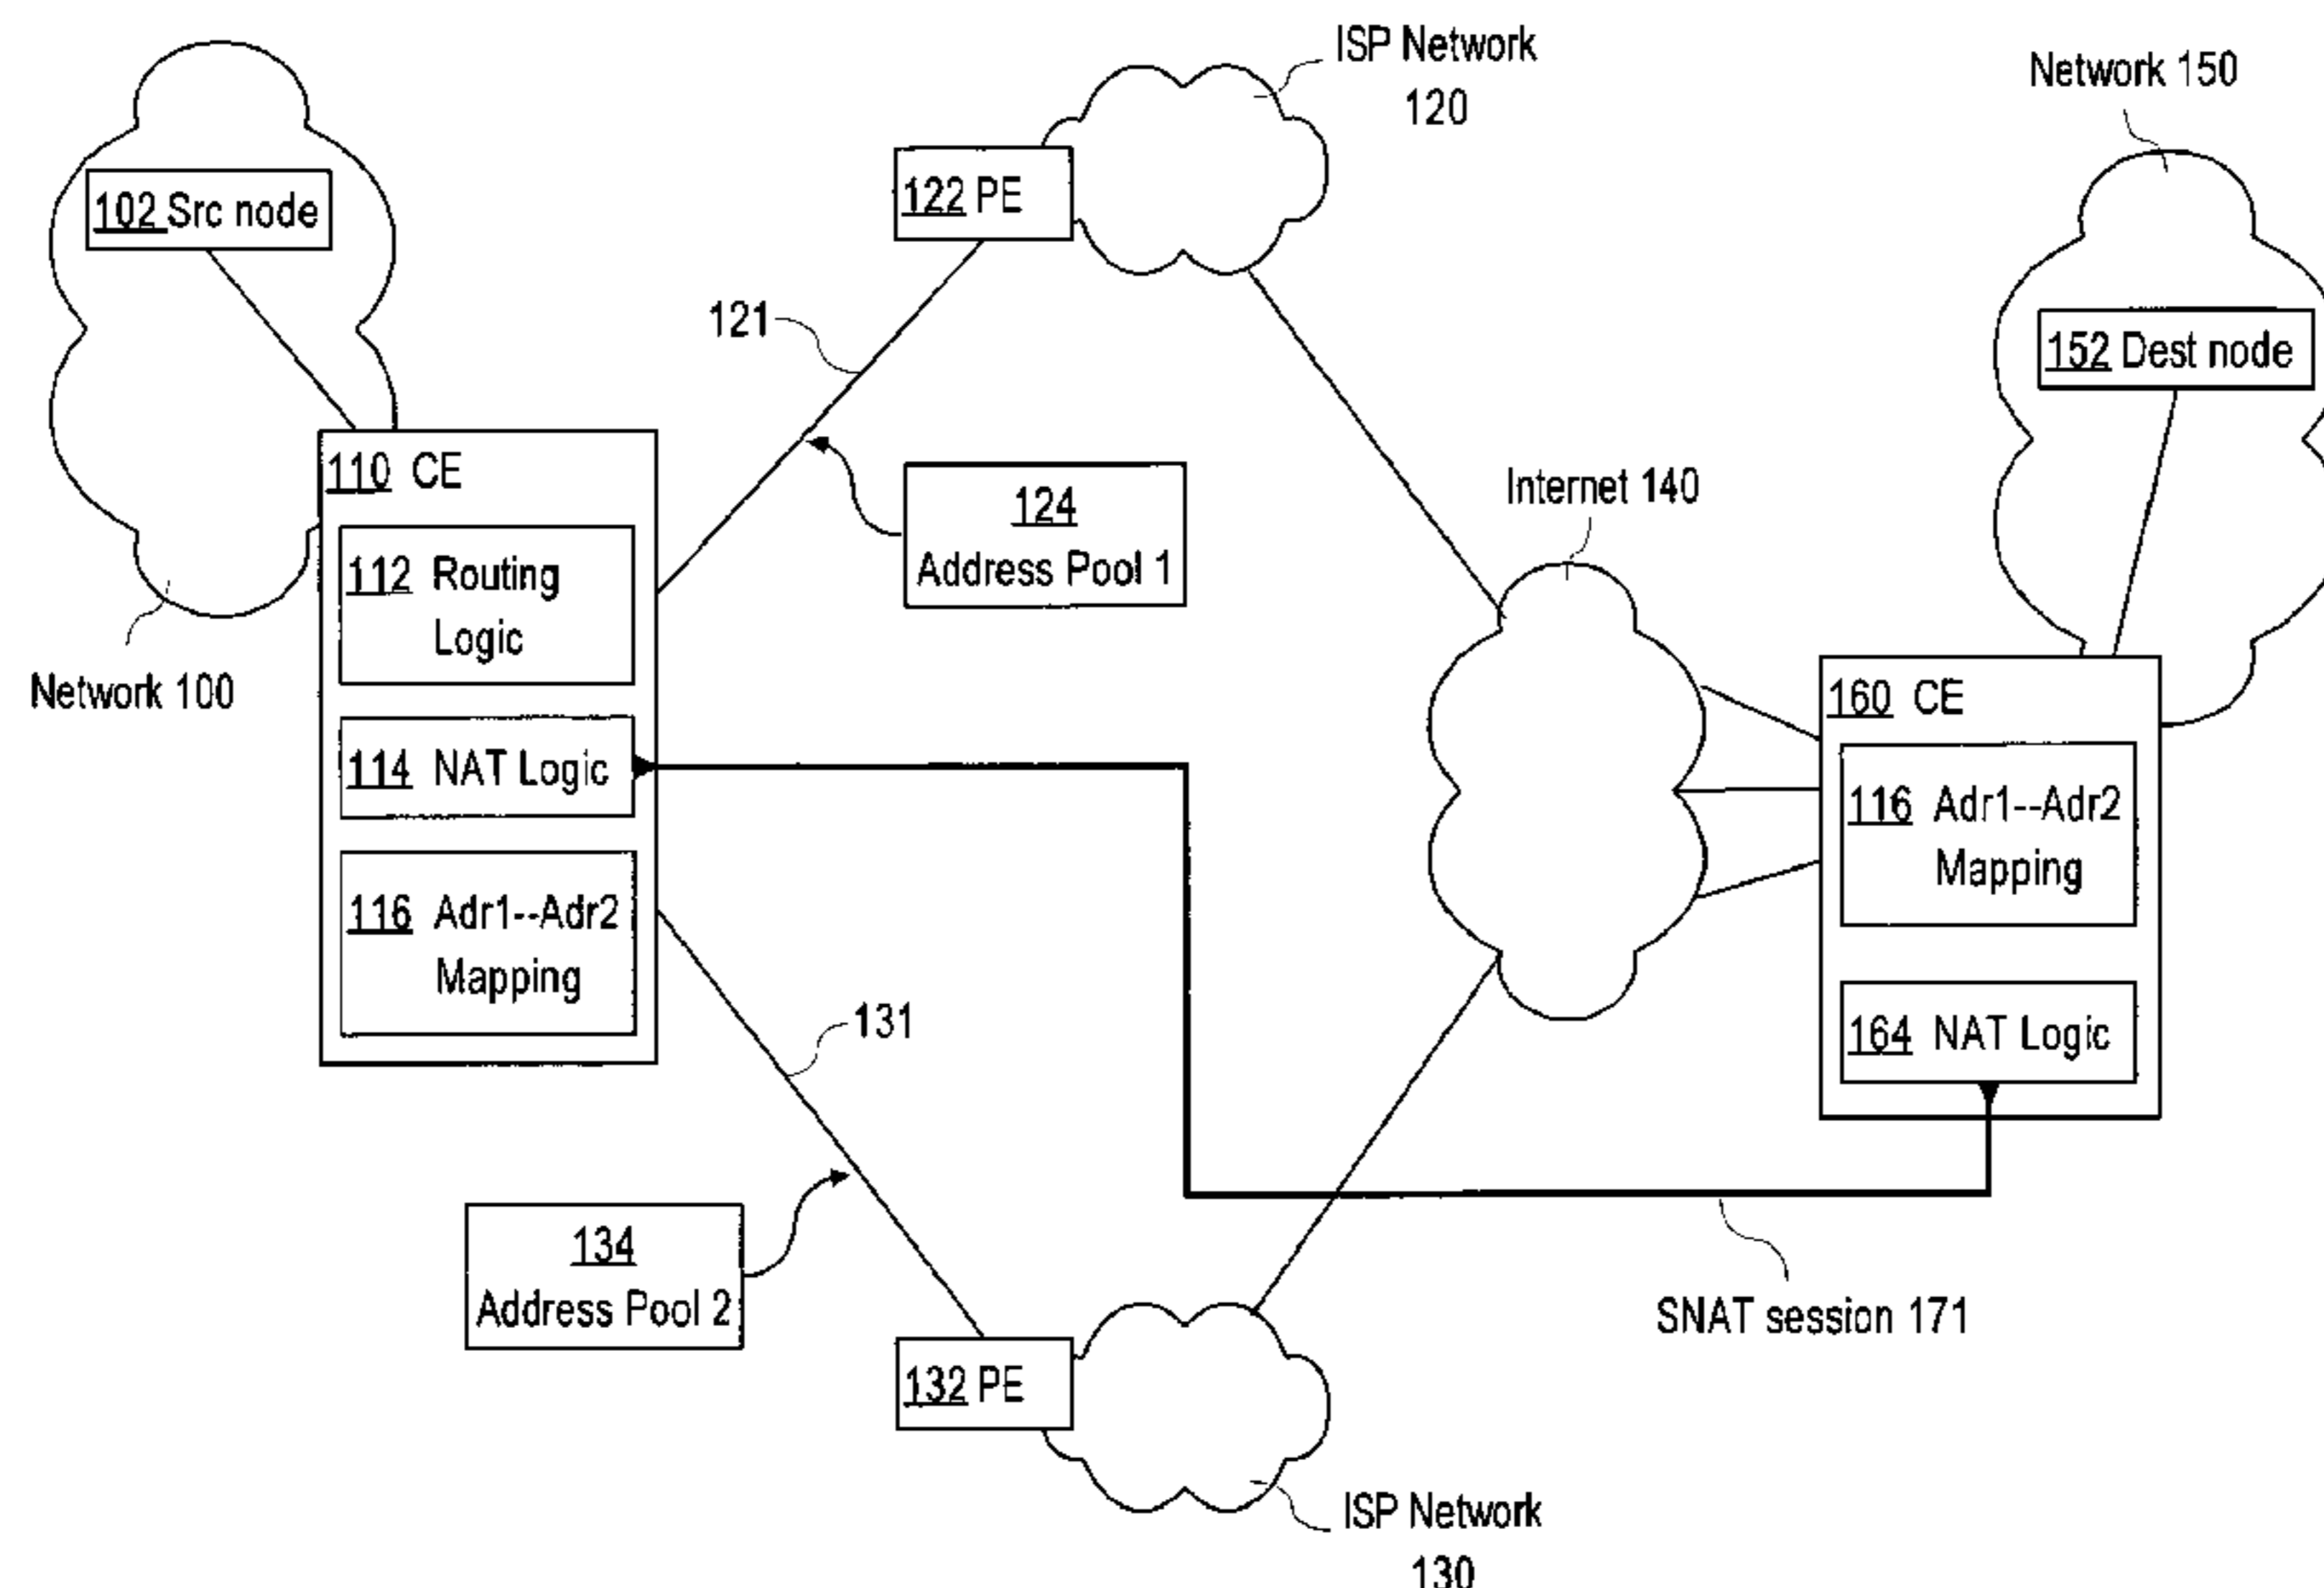 ISP Network
120
Network 150
102 Src node
122 PE
121
152 Dest node
110 CE
124
Address Pool 1
Internet 140
112 Routing
Logic
Network 100
160 CE
114 NAT Logic
116 Adr1--Adr2
Mapping
116 Adr1--Adr2
Mapping
131
164 NAT Logic
134
Address Pool 2
SNAT session 171
132 PE
ISP Network
130